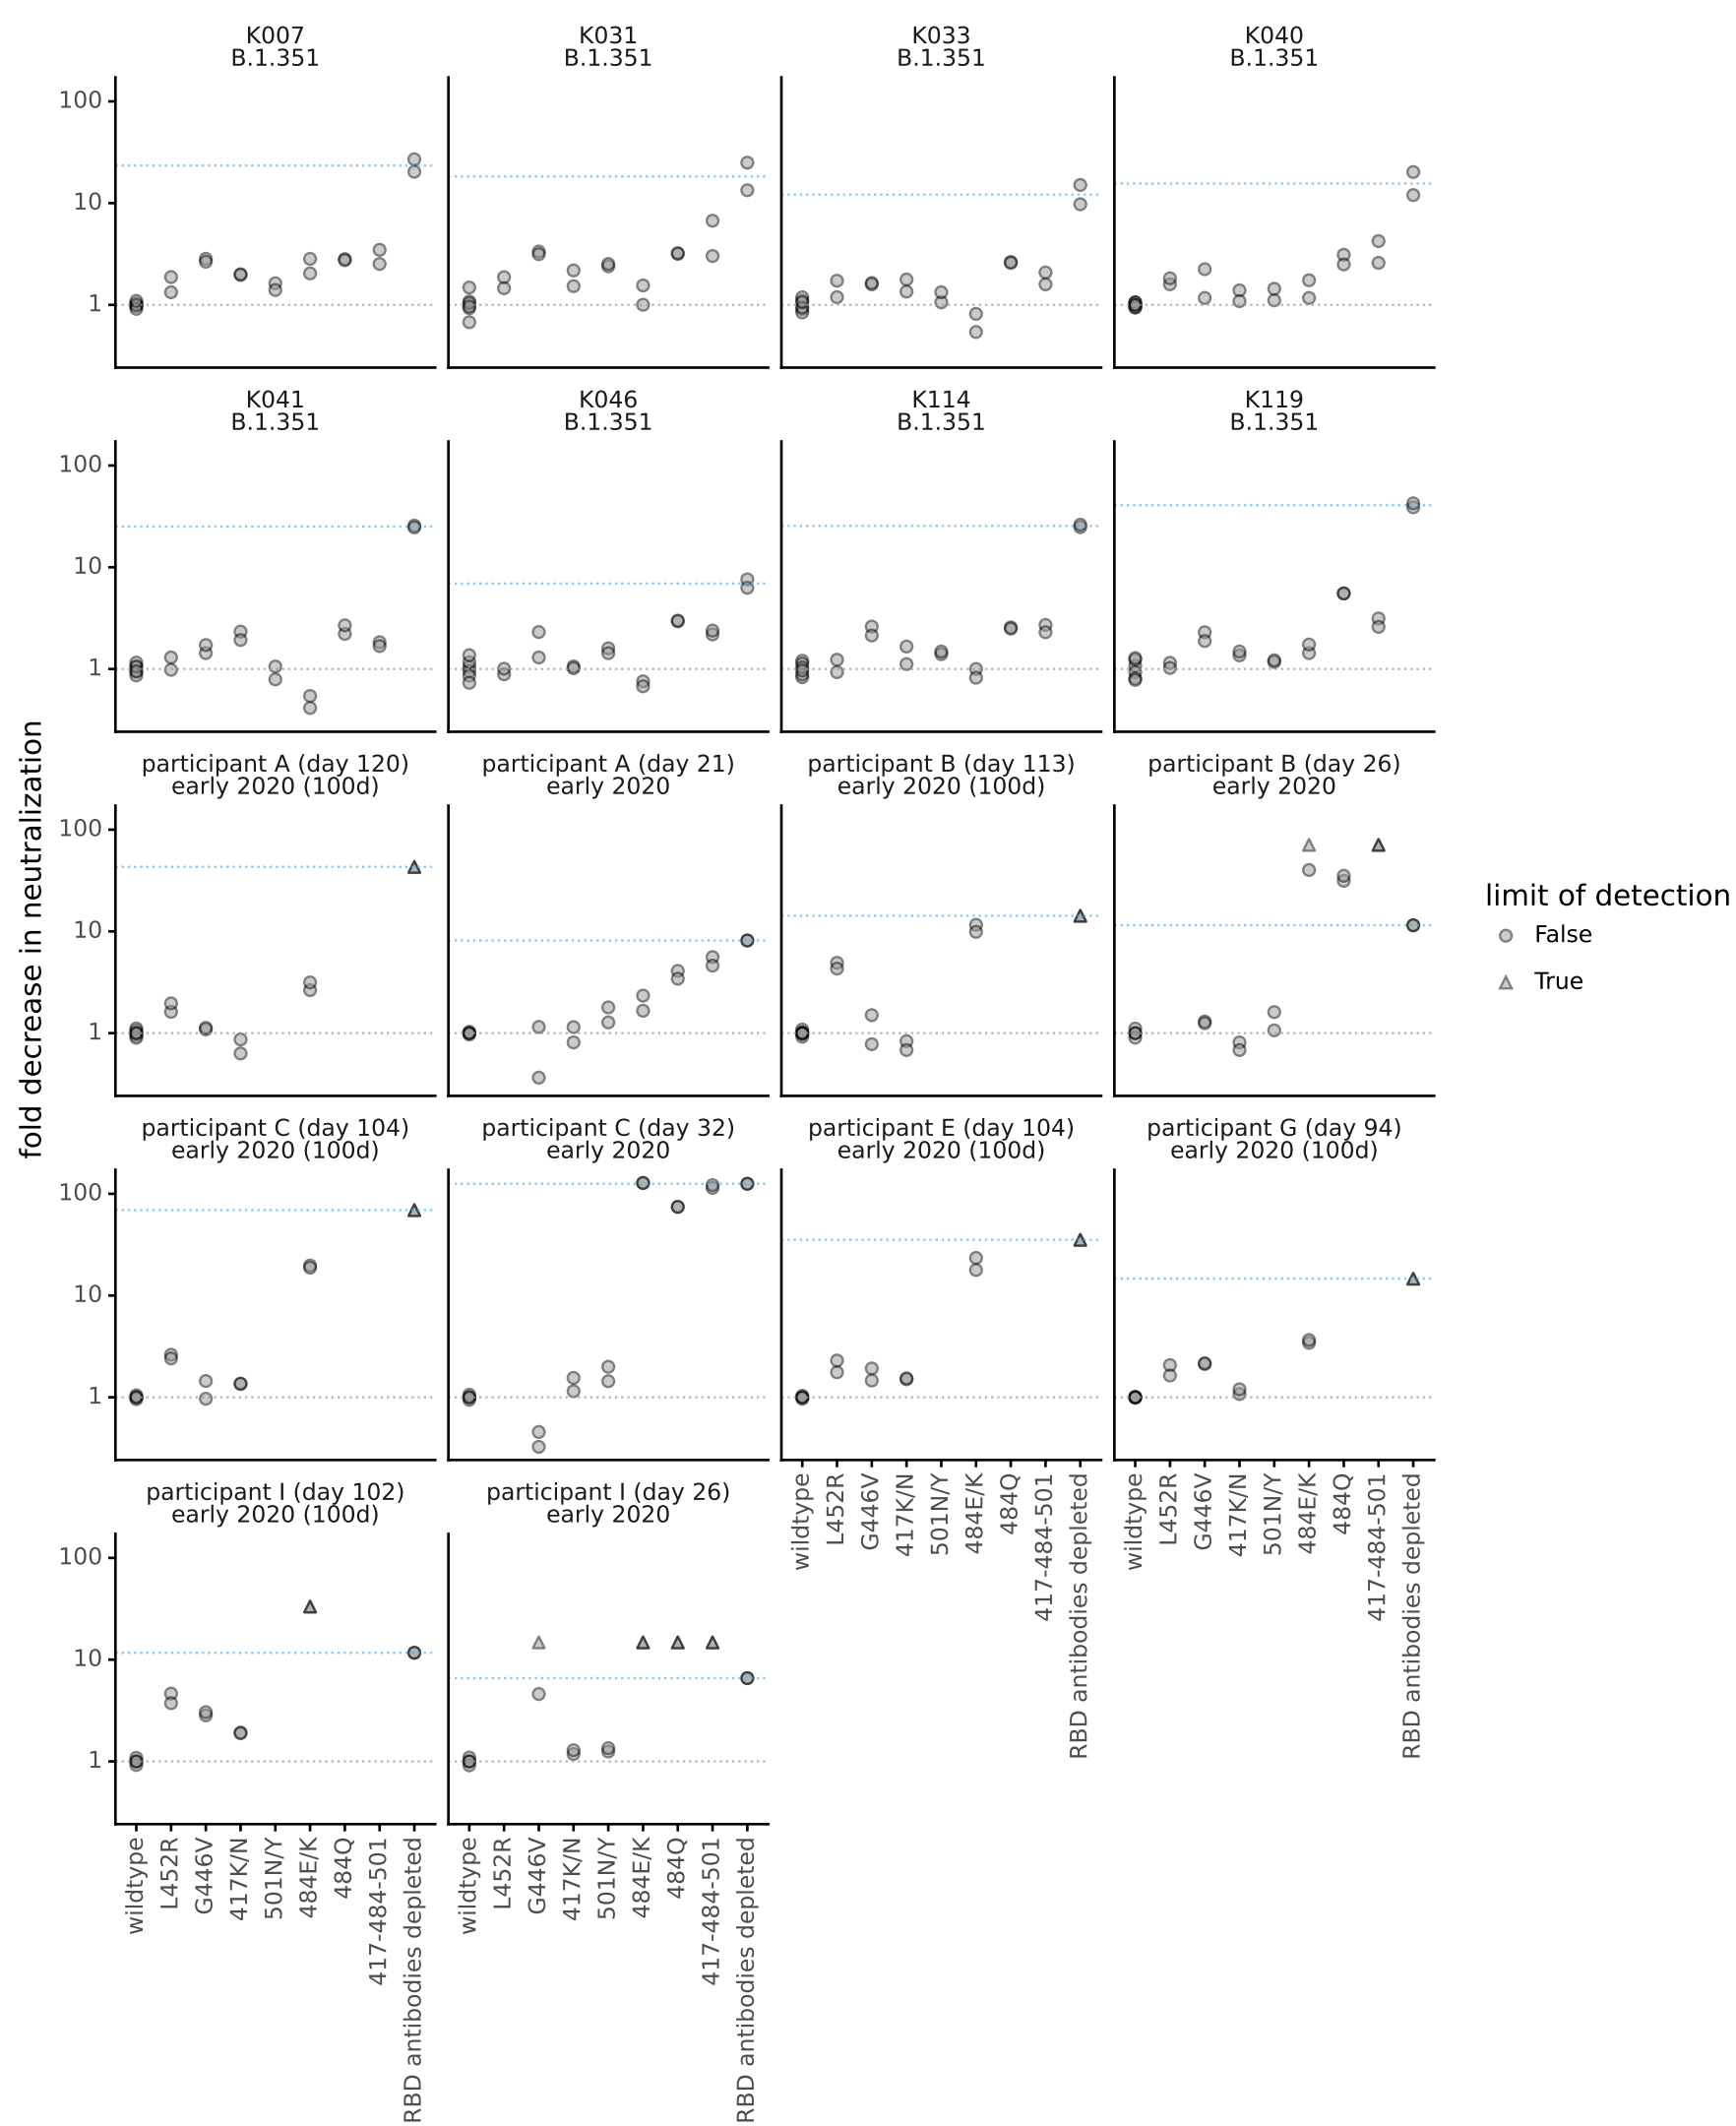 K007
B.1.351
K031
B.1.351
K033
B.1.351
K040
B.1.351
100
10
1
K041
B.1.351
K046
B.1.351
K114
B.1.351
K119
B.1.351
100
10
1
participant A (day 120)
early 2020 (100d)
participant A (day 21)
early 2020
participant B (day 113)
early 2020 (100d)
participant B (day 26)
early 2020
100
10
1
fold decrease in neutralization
limit of detection
False
True
participant C (day 104)
early 2020 (100d)
participant C (day 32)
early 2020
participant E (day 104)
early 2020 (100d)
participant G (day 94)
early 2020 (100d)
100
10
1
wildtype
L452R
G446V
417K/N
501N/Y
484E/K
484Q
417-484-501
RBD antibodies depleted
wildtype
L452R
G446V
417K/N
501N/Y
484E/K
484Q
417-484-501
RBD antibodies depleted
participant I (day 102)
early 2020 (100d)
participant I (day 26)
early 2020
100
10
1
wildtype
L452R
G446V
417K/N
501N/Y
484E/K
484Q
417-484-501
RBD antibodies depleted
wildtype
L452R
G446V
417K/N
501N/Y
484E/K
484Q
417-484-501
RBD antibodies depleted